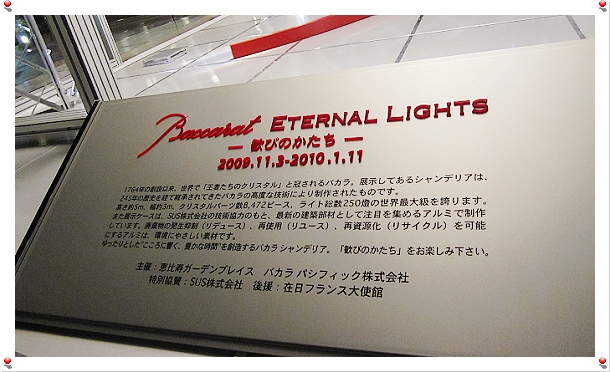 Baccarat ETERNAL LIGHTS
— 歓びのかたち —
2009.11.3-2010.1.11
1764年の創設以来、世界で「王者たちのクリスタル」と冠されるバカラ。展示してあるシャンデリアは、
245年の歴史を経て継承されてきたバカラの高度な技術により制作されたものです。
高さ約5m、幅約3m、クリスタルパーツ数8,472ピース、ライト総数250燈の世界最大級を誇ります。
また展示ケースは、SUS株式会社の技術協力のもと、最新の建築部材として注目を集めるアルミで制作
しています。廃棄物の発生抑制（リデュース）、再使用（リユース）、再資源化（リサイクル）を可能
にするアルミは、環境にやさしい素材です。
ゆったりとした“こころに響く、豊かな時間”を創造するバカラ シャンデリア。「歓びのかたち」をお楽しみ下さい。
主催：恵比寿ガーデンプレイス　バカラ パシフィック株式会社
特別協賛：SUS株式会社　後援：在日フランス大使館